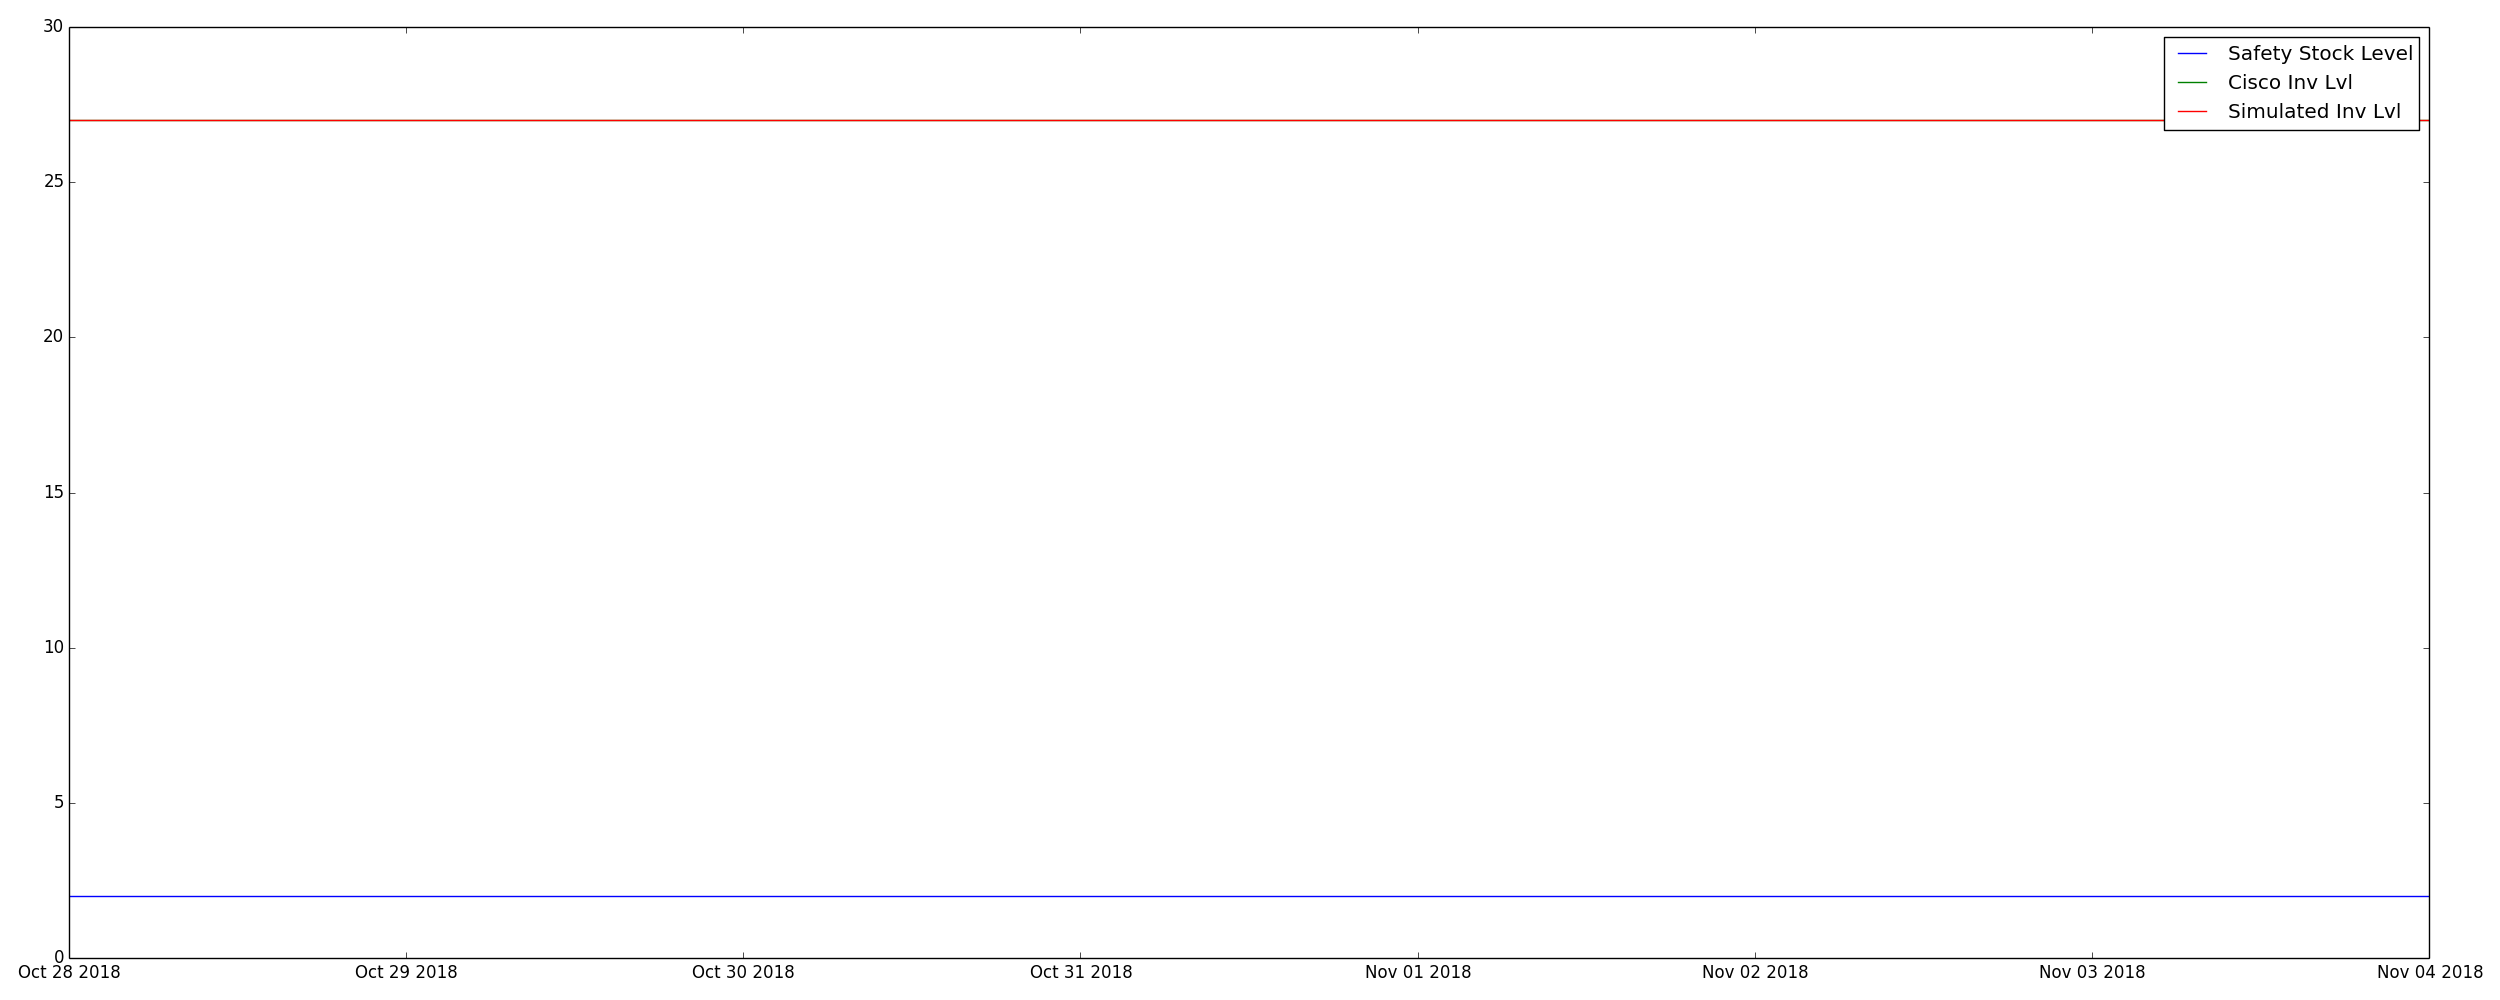 30
Safety Stock Level
Cisco Inv Lvl
Simulated Inv Lvl
25
20
15
10
5
0
Oct 28 2018 Oct 29 2018 Oct 30 2018 Oct 31 2018 Nov 01 2018 Nov 02 2018 Nov 03 2018 Nov 04 2018